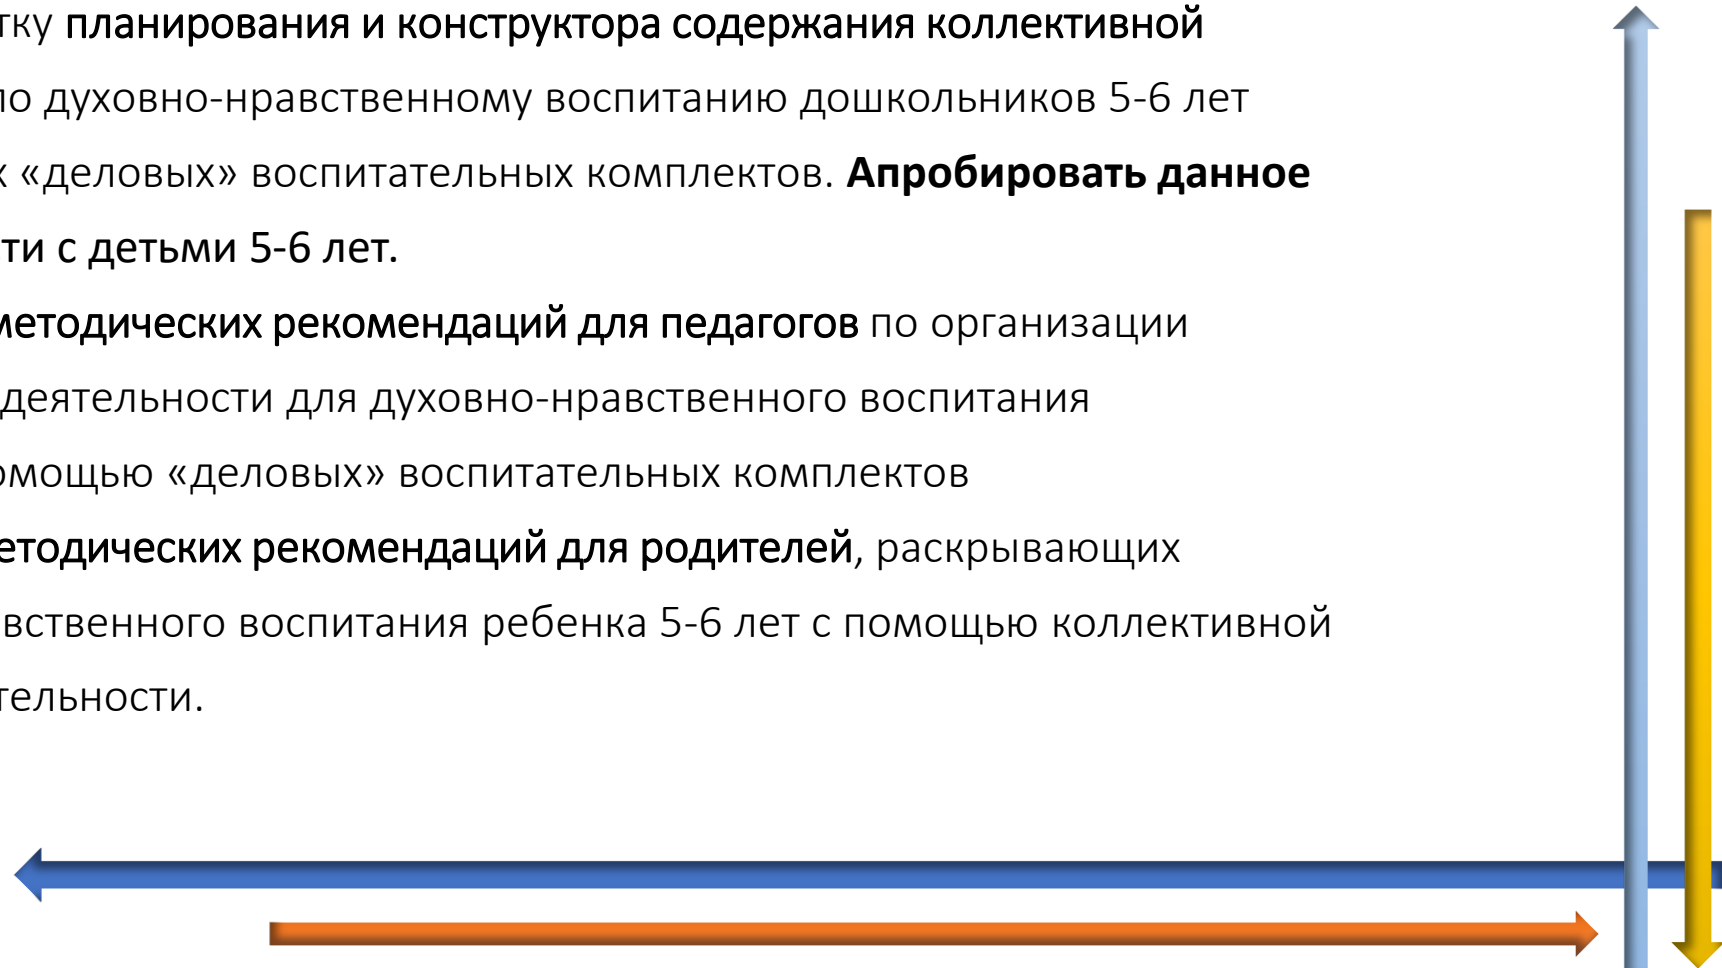 тку планирования и конструктора содержания коллективной
по духовно-нравственному воспитанию дошкольников 5-6 лет
х «деловых» воспитательных комплектов. Апробировать данное
ти с детьми 5-6 лет.
методических рекомендаций для педагогов по организации
деятельности для духовно-нравственного воспитания
омощью «деловых» воспитательных комплектов
етодических рекомендаций для родителей, раскрывающих
вственного воспитания ребенка 5-6 лет с помощью коллективной
тельности.